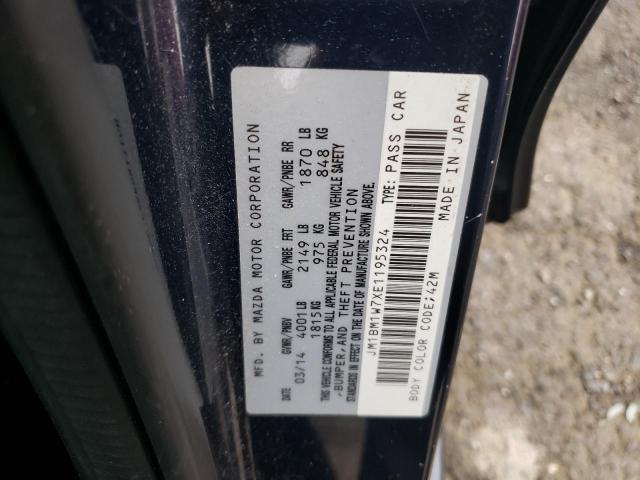 MFD. BY MAZDA MOTOR CORPORATION
DATE GVWR/PNBV GAWR/PNBE FRT GAWR/PNBE RR
03/14 4001LB 2149 LB 1870 LB
1815KG 975 KG 848 KG
THIS VEHICLE CONFORMS TO ALL APPLICABLE FEDERAL MOTOR VEHICLE SAFETY
,BUMPER,AND THEFT PREVENTION
STANDARDS IN EFFECT ON THE DATE OF MANUFACTURE SHOWN ABOVE.
JM1BM1W7XE1195324 TYPE: PASS CAR
BODY COLOR CODE;42M MADE IN JAPAN